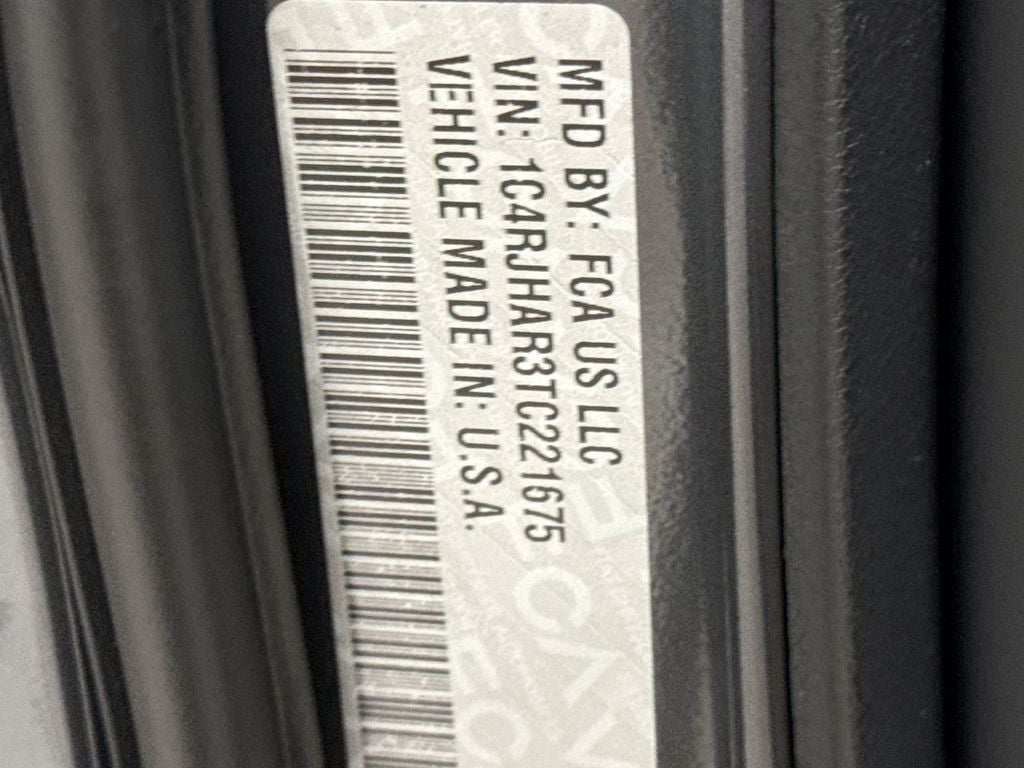 MFD BY: FCA US LLC
VIN: 1C4RJHAR3TC221675
VEHICLE MADE IN: U.S.A.